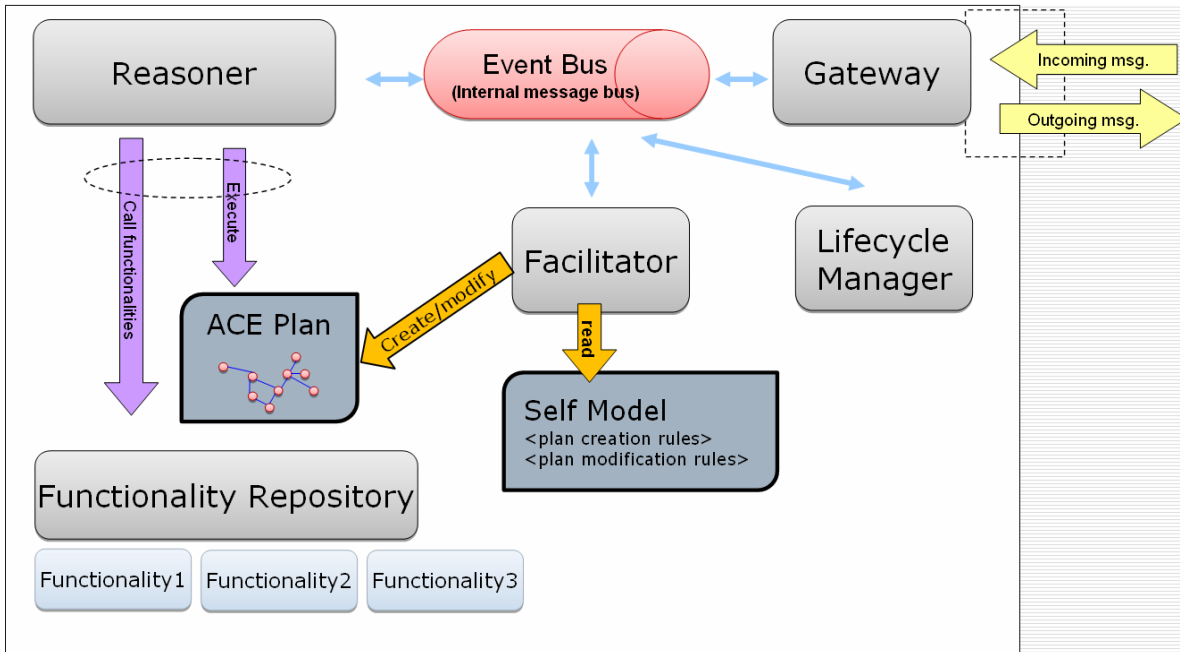 Reasoner
Event Bus
(Internal message bus)
Gateway
Incoming msg.
Outgoing msg.
Call functionalities
Execute
Facilitator
Lifecycle
Manager
Create/modify
read
ACE Plan
Self Model
<plan creation rules>
<plan modification rules>
Functionality Repository
Functionality1
Functionality2
Functionality3